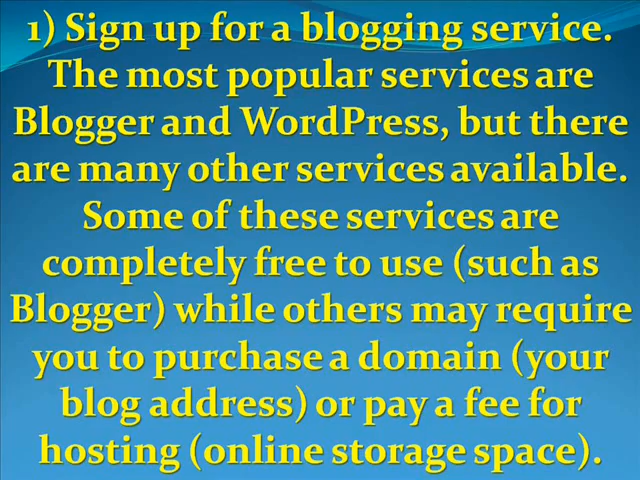 1) Sign up for a blogging service.
The most popular services are
Blogger and WordPress, but there
are many other services available.
Some of these services are
completely free to use (such as
Blogger) while others may require
you to purchase a domain (your
blog address) or pay a fee for
hosting (online storage space).